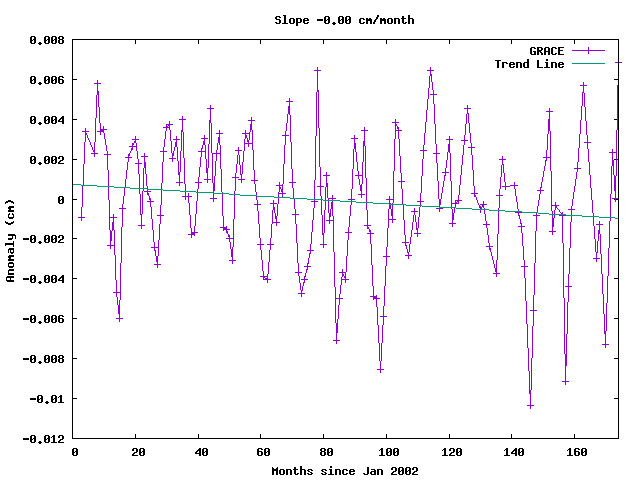 Slope -0.00 cm/month
0.008
GRACE
0.006
Trend Line
0.004
0.002
0
-0.002
-0.004
-0.006
-0.008
-0.01
-0.012
Anomaly (cm)
0 20 40 60 80 100 120 140 160
Months since Jan 2002